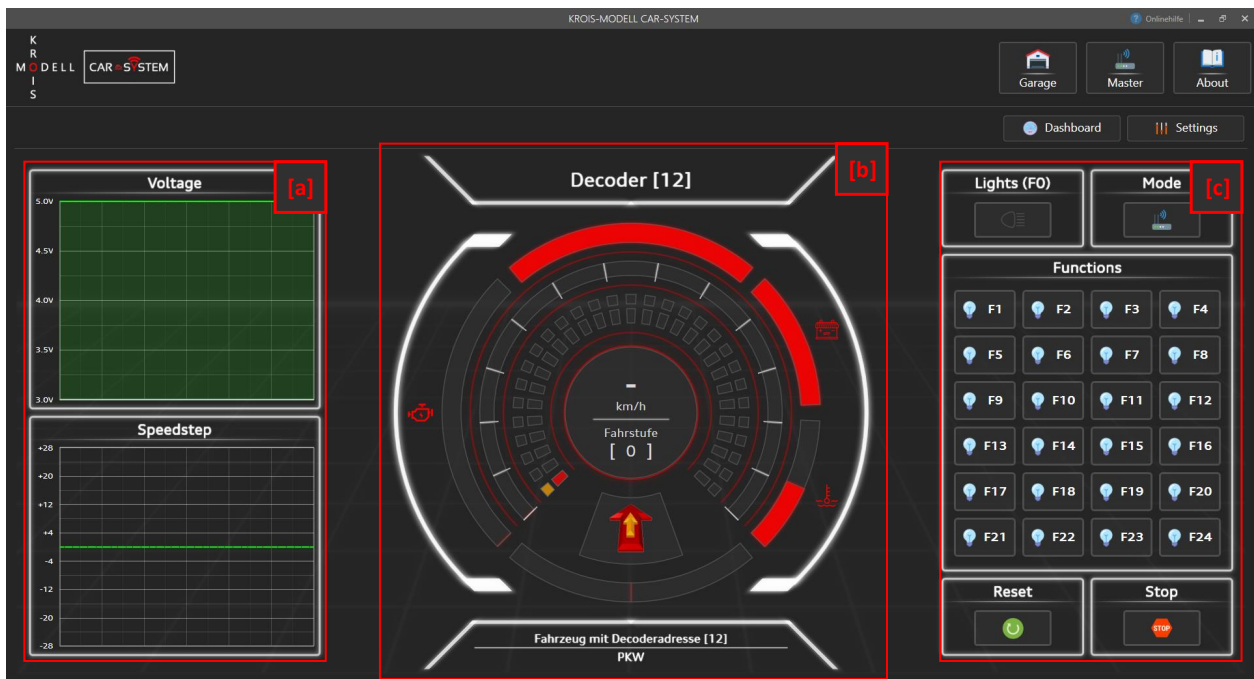 KROIS-MODELL CAR-SYSTEM
Onlinehilfe
KROIS
MODELL
CAR SYSTEM
Garage
Master
About
Dashboard
Settings
[a]
Voltage
5.0V
4.5V
4.0V
3.5V
3.0V
Speedstep
+28
+20
+12
+4
-4
-12
-20
-28
[b]
Decoder [12]
-
km/h
Fahrstufe
[ 0 ]
Fahrzeug mit Decoderadresse [12]
PKW
[c]
Lights (F0)
Mode
Functions
F1 F2 F3 F4
F5 F6 F7 F8
F9 F10 F11 F12
F13 F14 F15 F16
F17 F18 F19 F20
F21 F22 F23 F24
Reset
Stop
STOP